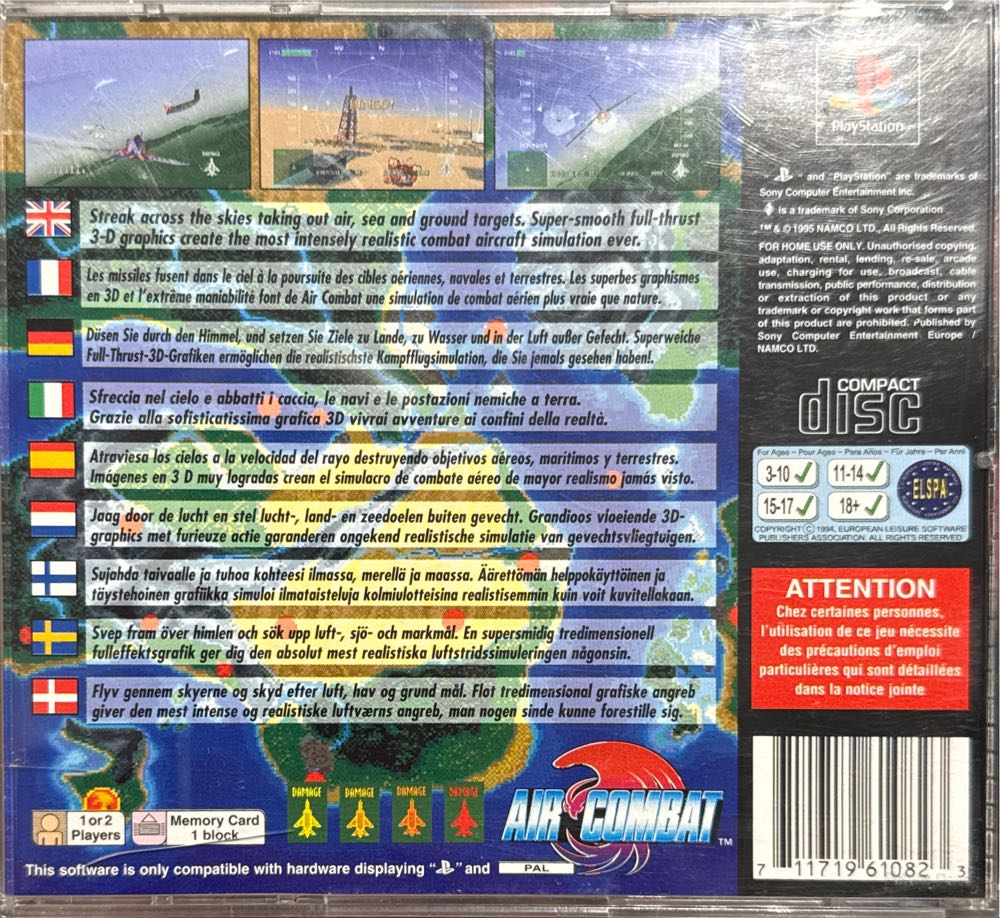 Streak across the skies taking out air, sea and ground targets. Super-smooth full-thrust
3-D graphics create the most intensely realistic combat aircraft simulation ever.
Les missiles fusent dans le ciel à la poursuite des cibles aériennes, navales et terrestres. Les superbes graphismes
en 3D et l'extrême maniabilité font de Air Combat une simulation de combat aérien plus vraie que nature.
Düsen Sie durch den Himmel, und setzen Sie Ziele zu Lande, zu Wasser und in der Luft außer Gefecht. Superweiche
Full-Thrust-3D-Grafiken ermöglichen die realistischste Kampfflugsimulation, die Sie jemals gesehen haben!.
Sfreccia nel cielo e abbatti i caccia, le navi e le postazioni nemiche a terra.
Grazie alla sofisticatissima grafica 3D vivrai avventure ai confini della realtà.
Atraviesa los cielos a la velocidad del rayo destruyendo objetivos aéreos, marítimos y terrestres.
Imágenes en 3 D muy logradas crean el simulacro de combate aéreo de mayor realismo jamás visto.
Jaag door de lucht en stel lucht-, land- en zeedoelen buiten gevecht. Grandioos vloeiende 3D-
graphics met furieuze actie garanderen ongekend realistische simulatie van gevechtsvliegtuigen.
Sujahda taivaalle ja tuhoa kohteesi ilmassa, merellä ja maassa. Äärettömän helppokäyttöinen ja
töysteho­inen grafiikka simuloi ilmataisteluja kolmiulotteisina realistisemmin kuin voit kuvitellakaan.
Svep fram över himlen och sök upp luft-, sjö- och markmål. En supersmidig tredimensionell
fulleffektsgrafik ger dig den absolut mest realistiska luftstridssimuleringen någonsin.
Flyv gennem skyerne og skyd efter luft, hav og grund mål. Flot tredimensional grafiske angreb
giver den mest intense og realistiske luftværns angreb, man nogen sinde kunne forestille sig.
DAMAGE DAMAGE DAMAGE DAMAGE
AIR COMBAT TM
1 or 2
Players
Memory Card
1 block
This software is only compatible with hardware displaying " " and PAL
PlayStation
" " and "PlayStation" are trademarks of
Sony Computer Entertainment Inc.
is a trademark of Sony Corporation
™ & © 1995 NAMCO LTD., All Rights Reserved.
FOR HOME USE ONLY. Unauthorised copying,
adaptation, rental, lending, re-sale, arcade
use, charging for use, broadcast, cable
transmission, public performance, distribution
or extraction of this product or any
trademark or copyright work that forms part
of this product are prohibited. Published by
Sony Computer Entertainment Europe /
NAMCO LTD.
COMPACT
disc
For Ages - Pour Ages - Para Años - Für Jahre - Per Anni
3-10 11-14
15-17 18+
ELSPA
COPYRIGHT © 1994, EUROPEAN LEISURE SOFTWARE
PUBLISHERS ASSOCIATION. ALL RIGHTS RESERVED
ATTENTION
Chez certaines personnes,
l'utilisation de ce jeu nécessite
des précautions d'emploi
particulières qui sont détaillées
dans la notice jointe
7 11719 61082 3